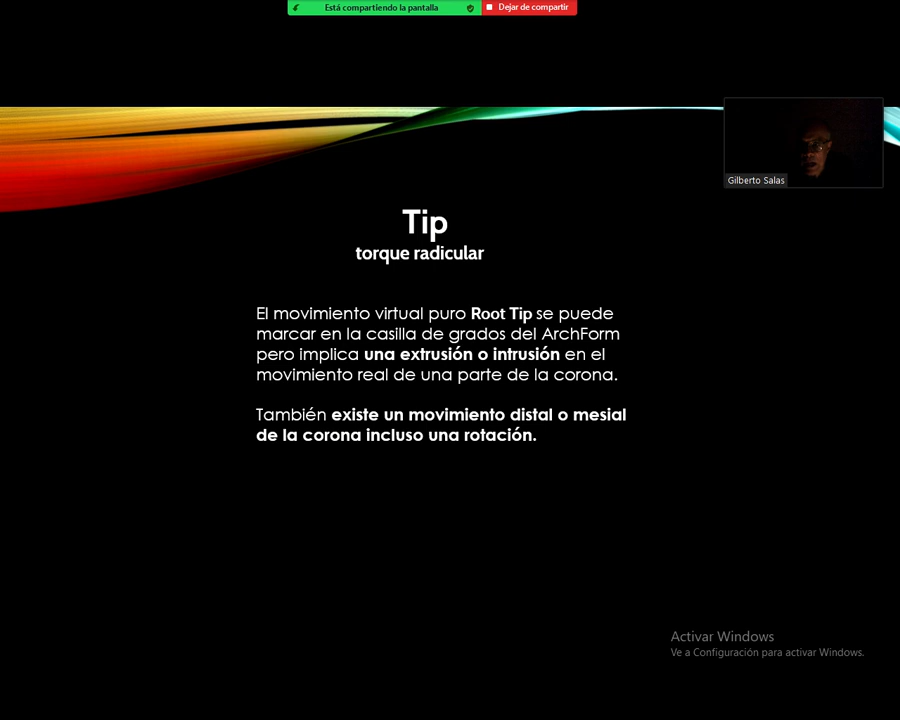 Está compartiendo la pantalla
Dejar de compartir
Gilberto Salas
Tip
torque radicular
El movimiento virtual puro Root Tip se puede
marcar en la casilla de grados del ArchForm
pero implica una extrusión o intrusión en el
movimiento real de una parte de la corona.
También existe un movimiento distal o mesial
de la corona incluso una rotación.
Activar Windows
Ve a Configuración para activar Windows.